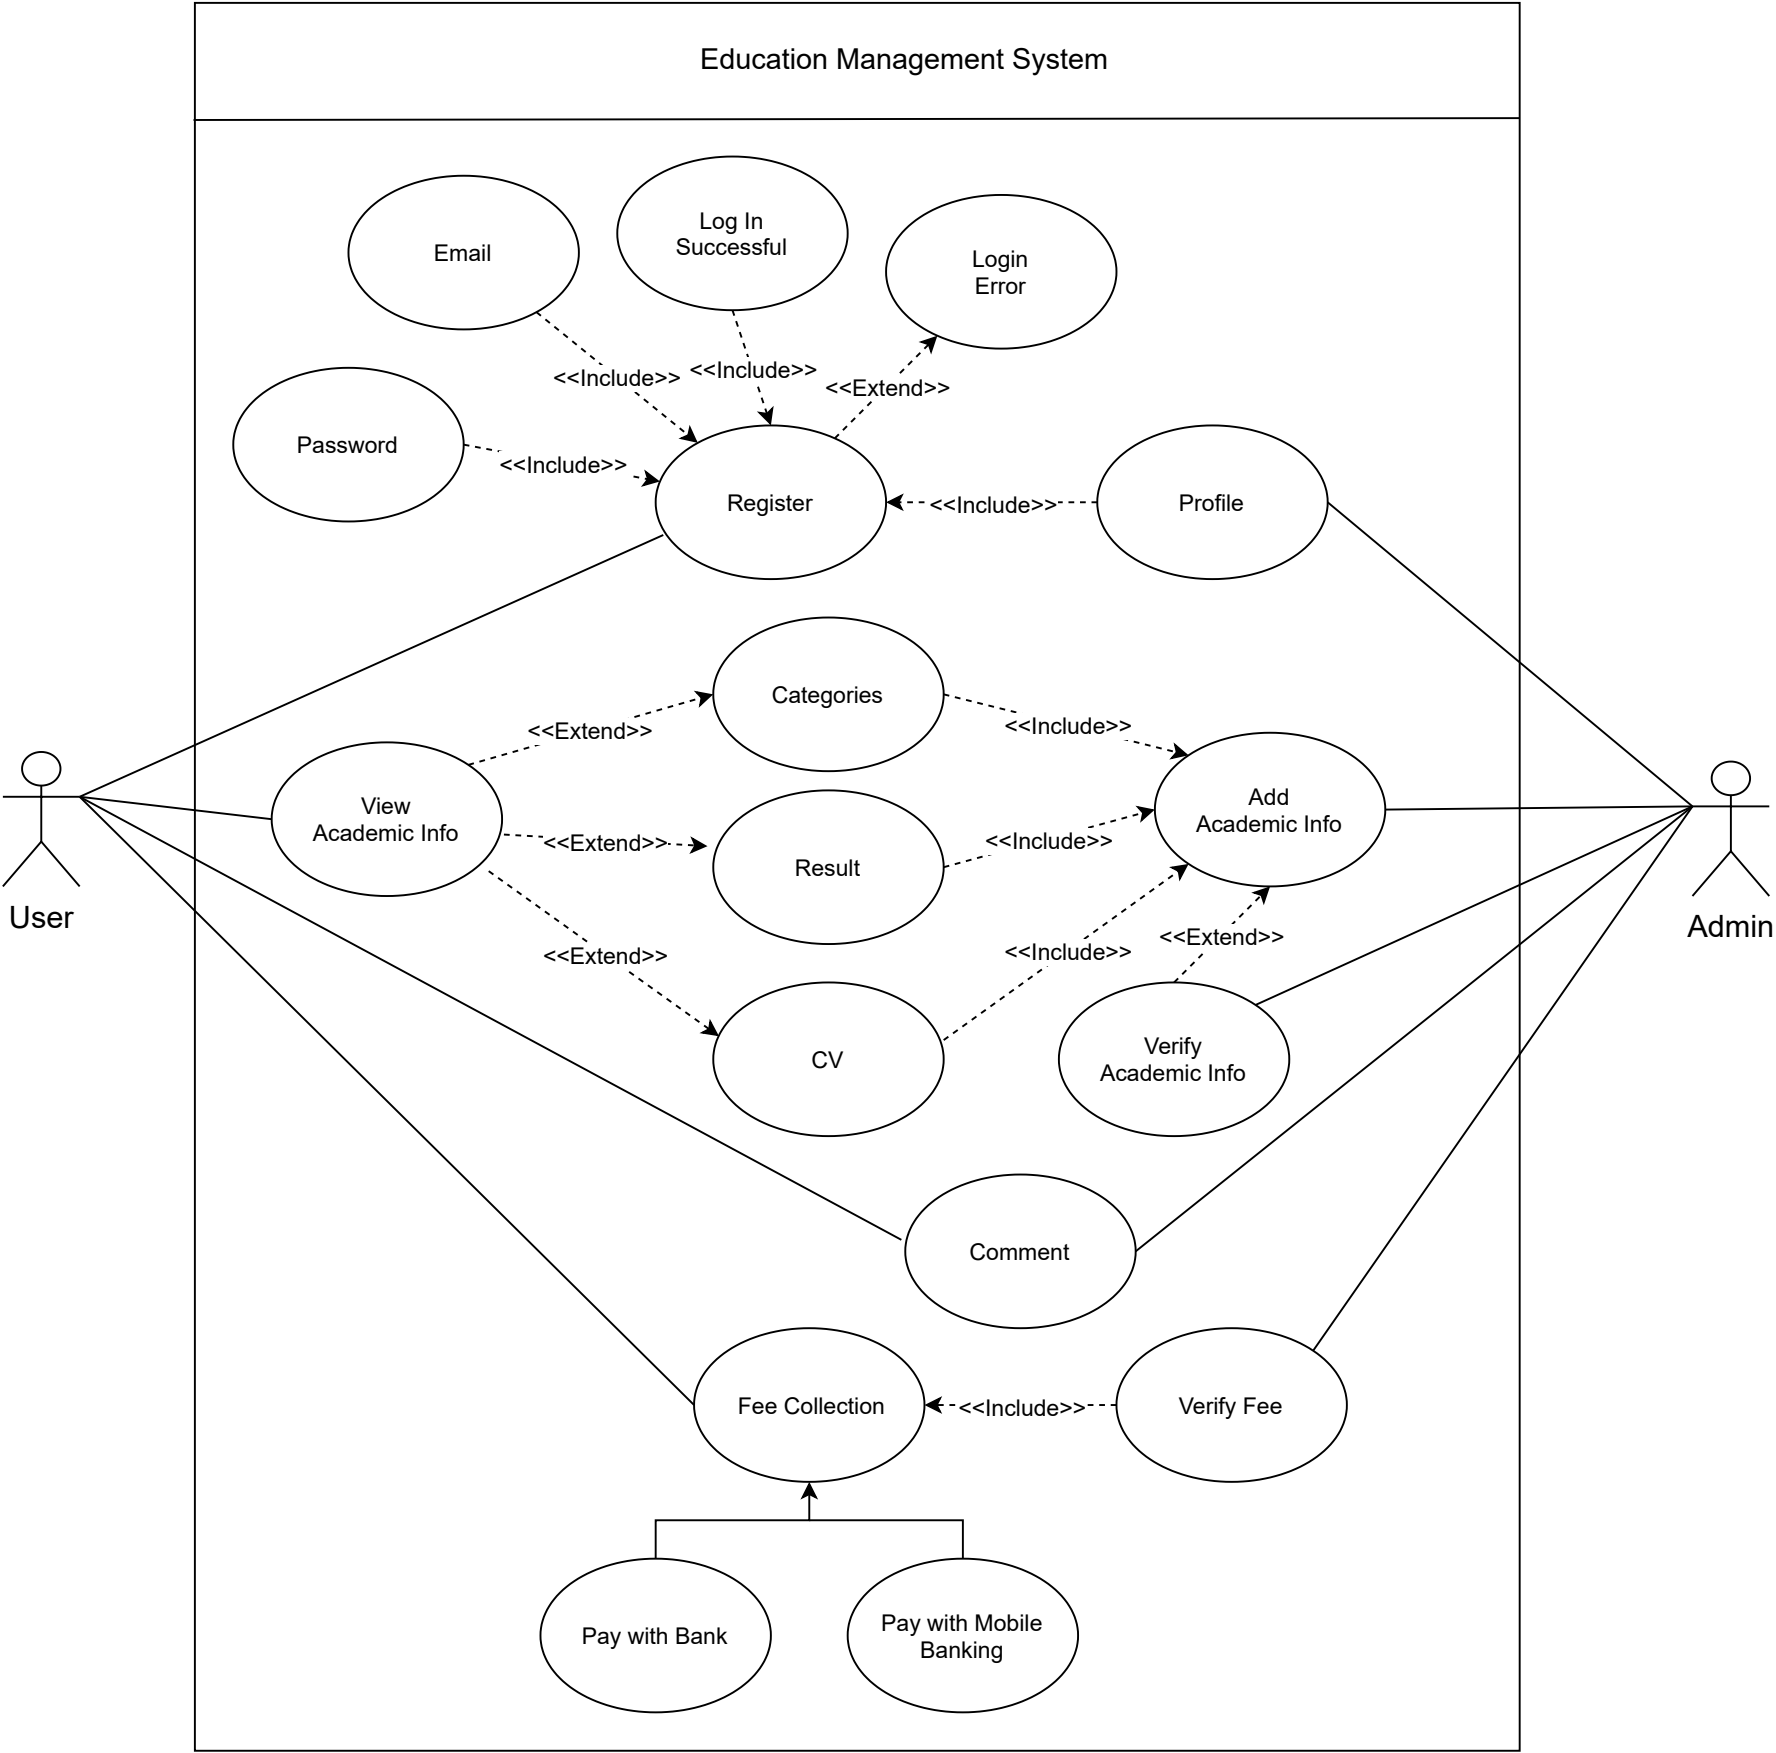 Education Management System
Log In
Successful
Email
Login
Error
<<Include>>
<<Include>>
<<Extend>>
Password
<<Include>>
Register
<<Include>>
Profile
Categories
<<Extend>>
<<Include>>
View
Academic Info
Add
Academic Info
<<Extend>>
Result
<<Include>>
User
Admin
<<Extend>>
<<Include>>
<<Extend>>
CV
Verify
Academic Info
Comment
Fee Collection
<<Include>>
Verify Fee
Pay with Bank
Pay with Mobile
Banking